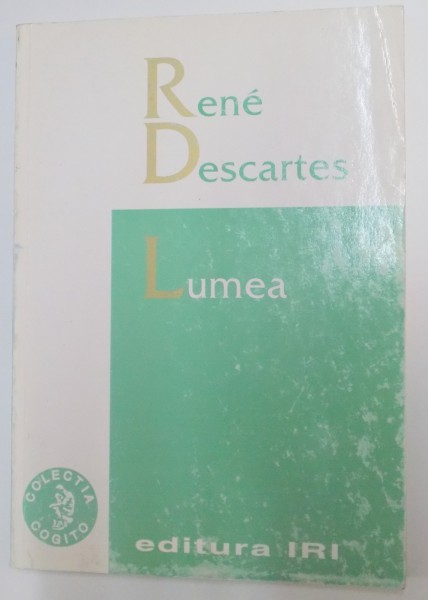 René
Descartes
Lumea
COLECTIA
COGITO
editura IRI